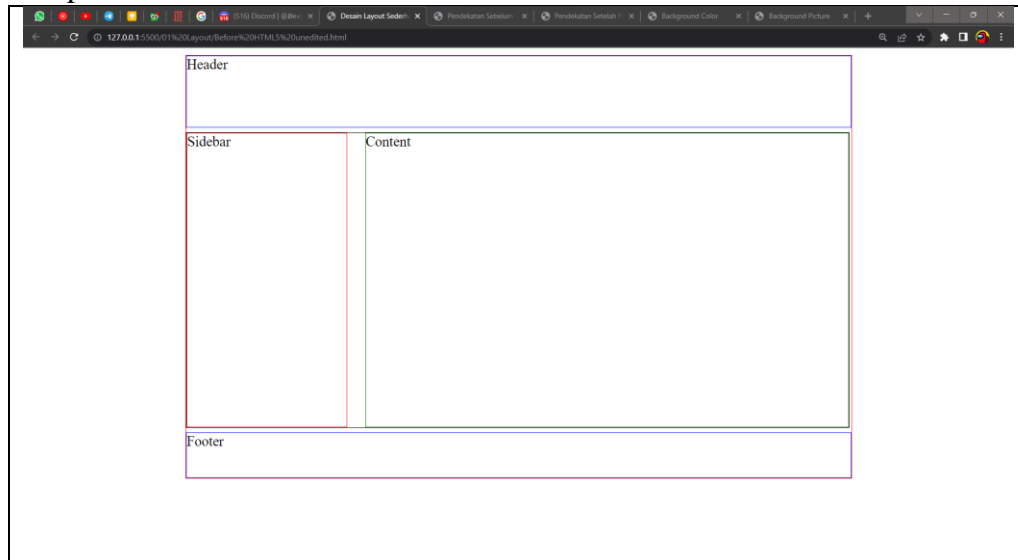 (516) Discord | @
Desain Layout Sederh
Pendekatan Sebelum
Pendekatan Setelah H
Background Color
Background Picture
127.0.0.1:5500/01%20Layout/Before%20HTML5%20unedited.html
Header
Sidebar
Content
Footer